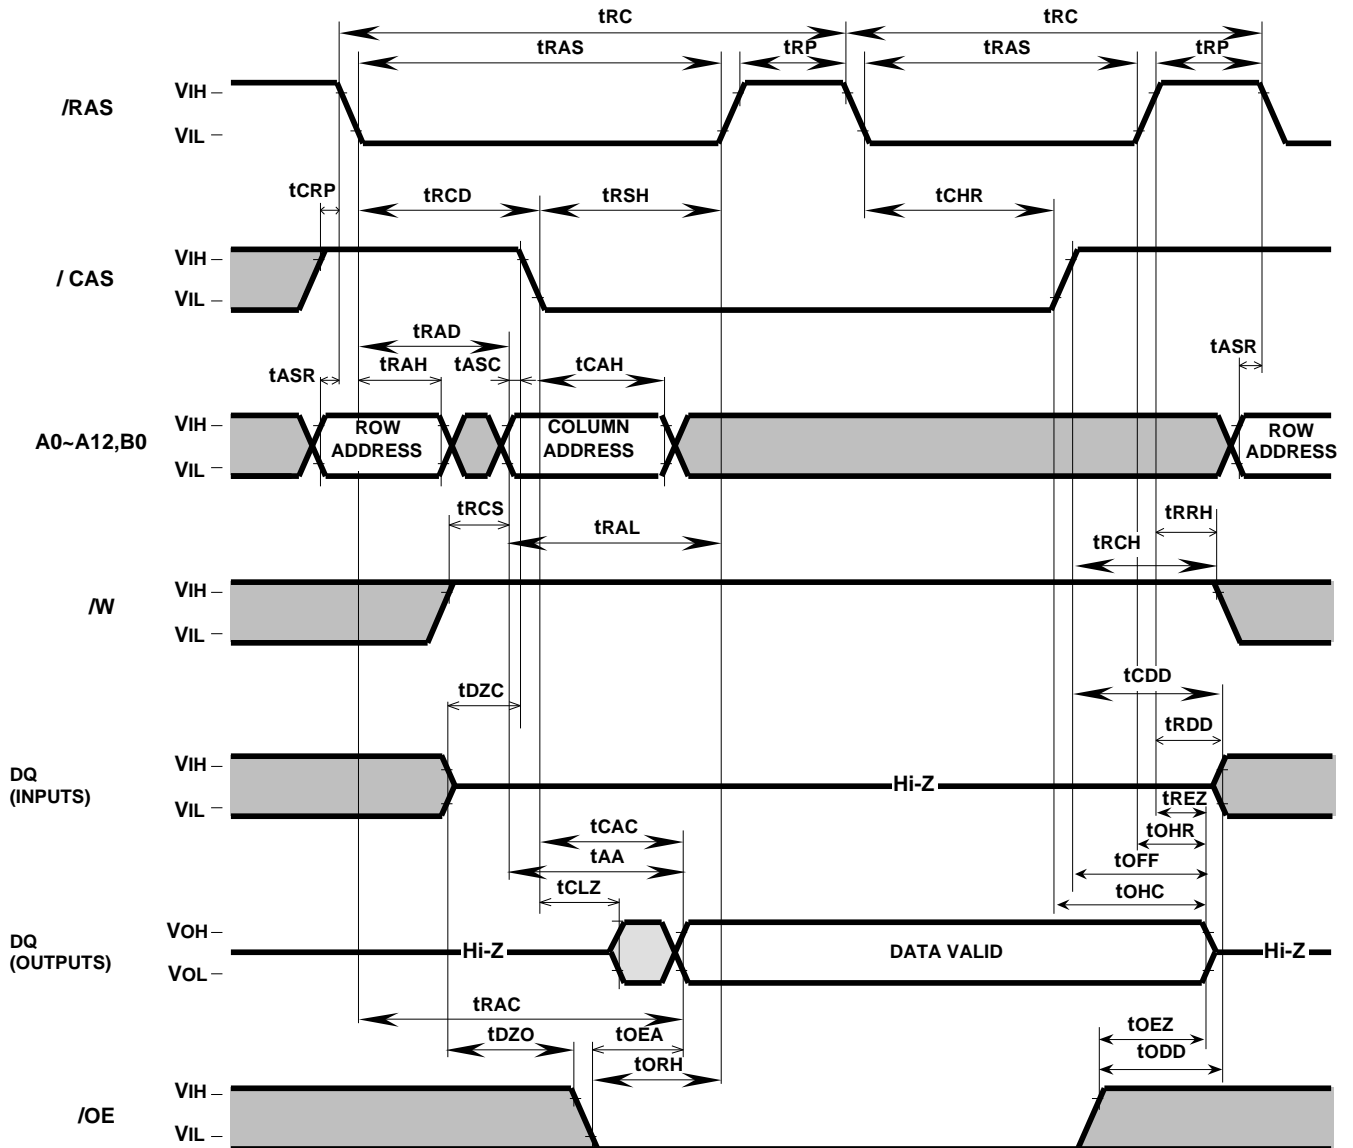 tRC tRC
tRAS tRP tRAS tRP
/RAS
VIH
VIL
tCRP tRCD tRSH tCHR
/ CAS
VIH
VIL
tRAD
tASR tRAH tASC tCAH tASR
A0~A12,B0
VIH
VIL
ROW ADDRESS
COLUMN ADDRESS
ROW ADDRESS
tRCS tRAL tRRH
tRCH
/W
VIH
VIL
tCDD
tDZC
tRDD
DQ
(INPUTS)
VIH
VIL
Hi-Z
tREZ
tCAC tOHR
tAA tOFF
tCLZ tOHC
DQ
(OUTPUTS)
VOH
VOL
Hi-Z DATA VALID Hi-Z
tRAC
tDZO tOEA tOEZ
tORH tODD
/OE
VIH
VIL